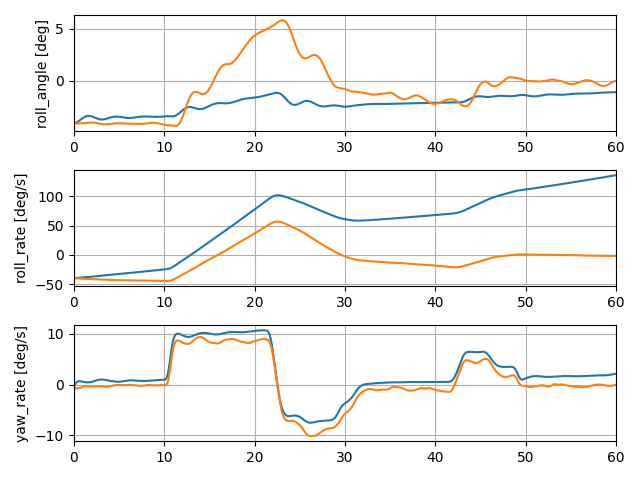 roll_angle [deg]
5
0
0 10 20 30 40 50 60
roll_rate [deg/s]
100
50
0
−50
0 10 20 30 40 50 60
yaw_rate [deg/s]
10
0
−10
0 10 20 30 40 50 60